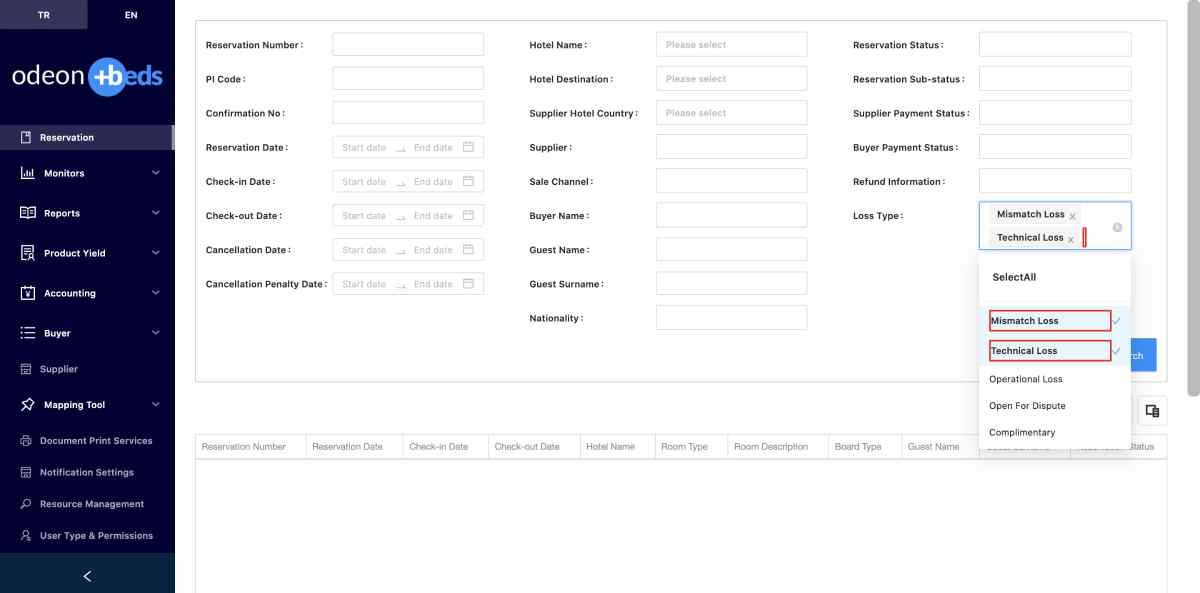 TR
EN
odeon +beds
Reservation
Monitors
Reports
Product Yield
Accounting
Buyer
Supplier
Mapping Tool
Document Print Services
Notification Settings
Resource Management
User Type & Permissions
Reservation Number :
PI Code :
Confirmation No :
Reservation Date :
Start date
End date
Check-in Date :
Start date
End date
Check-out Date :
Start date
End date
Cancellation Date :
Start date
End date
Cancellation Penalty Date :
Start date
End date
Hotel Name :
Please select
Hotel Destination :
Please select
Supplier Hotel Country :
Please select
Supplier :
Sale Channel :
Buyer Name :
Guest Name :
Guest Surname :
Nationality :
Reservation Status :
Reservation Sub-status :
Supplier Payment Status :
Buyer Payment Status :
Refund Information :
Loss Type :
Mismatch Loss
Technical Loss
SelectAll
Mismatch Loss
Technical Loss
Operational Loss
Open For Dispute
Complimentary
Reservation Number
Reservation Date
Check-in Date
Check-out Date
Hotel Name
Room Type
Room Description
Board Type
Guest Name
Status